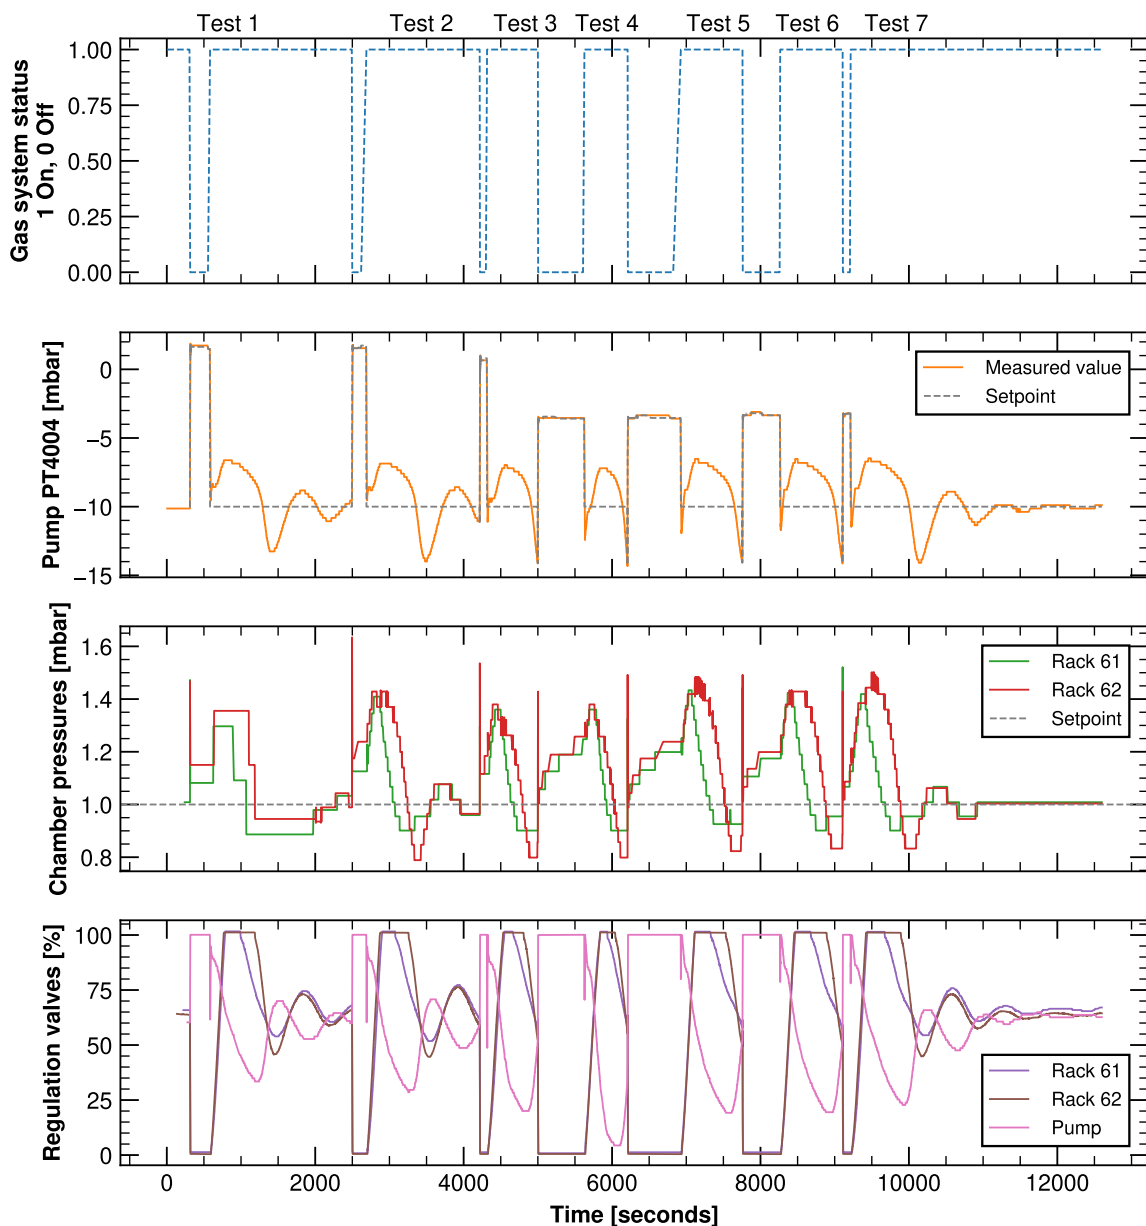 Test 1 Test 2 Test 3 Test 4 Test 5 Test 6 Test 7
Gas system status
1 On, 0 Off
1.00
0.75
0.50
0.25
0.00
Pump PT4004 [mbar]
0
−5
−10
−15
Measured value
Setpoint
Chamber pressures [mbar]
1.6
1.4
1.2
1.0
0.8
Rack 61
Rack 62
Setpoint
Regulation valves [%]
100
75
50
25
0
Rack 61
Rack 62
Pump
0 2000 4000 6000 8000 10000 12000
Time [seconds]